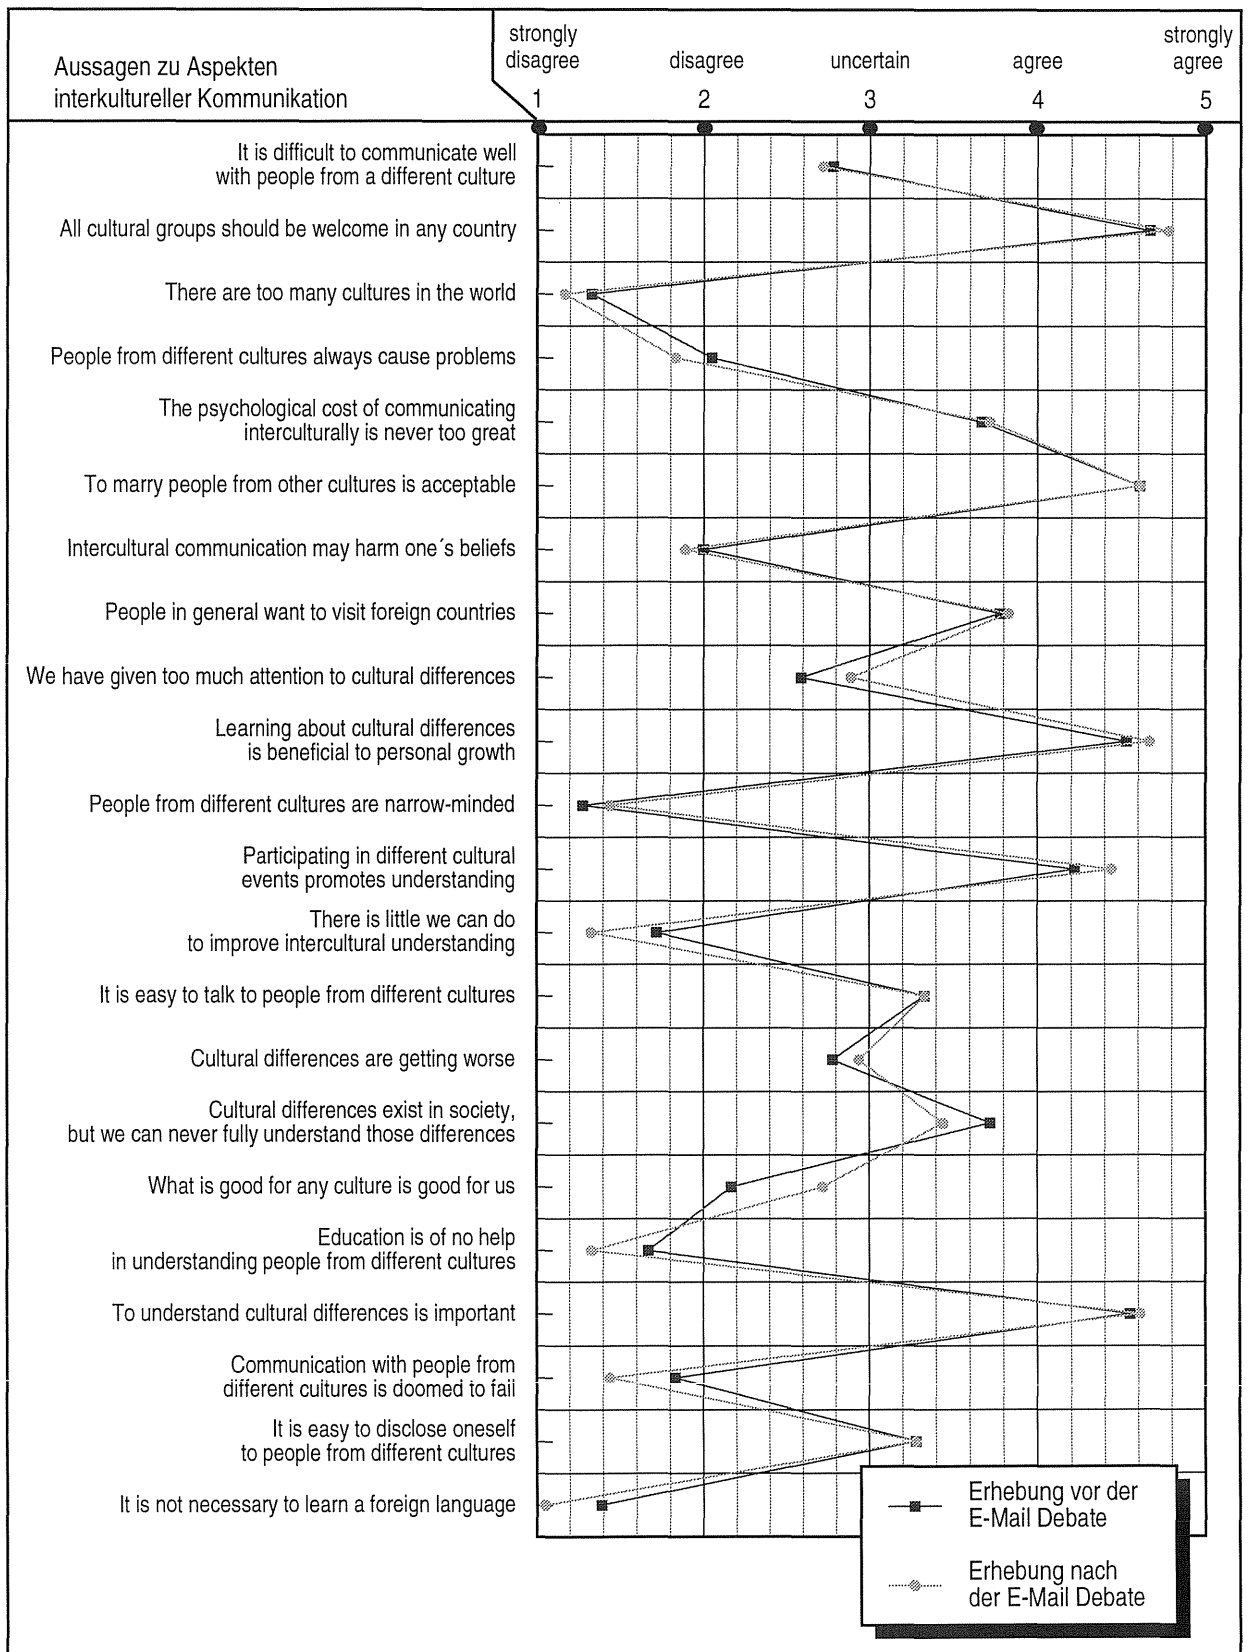 strongly
disagree
disagree
uncertain
agree
strongly
agree
Aussagen zu Aspekten
interkultureller Kommunikation
1
2
3
4
5
It is difficult to communicate well
with people from a different culture
All cultural groups should be welcome in any country
There are too many cultures in the world
People from different cultures always cause problems
The psychological cost of communicating
interculturally is never too great
To marry people from other cultures is acceptable
Intercultural communication may harm one´s beliefs
People in general want to visit foreign countries
We have given too much attention to cultural differences
Learning about cultural differences
is beneficial to personal growth
People from different cultures are narrow-minded
Participating in different cultural
events promotes understanding
There is little we can do
to improve intercultural understanding
It is easy to talk to people from different cultures
Cultural differences are getting worse
Cultural differences exist in society,
but we can never fully understand those differences
What is good for any culture is good for us
Education is of no help
in understanding people from different cultures
To understand cultural differences is important
Communication with people from
different cultures is doomed to fail
It is easy to disclose oneself
to people from different cultures
It is not necessary to learn a foreign language
Erhebung vor der
E-Mail Debate
Erhebung nach
der E-Mail Debate